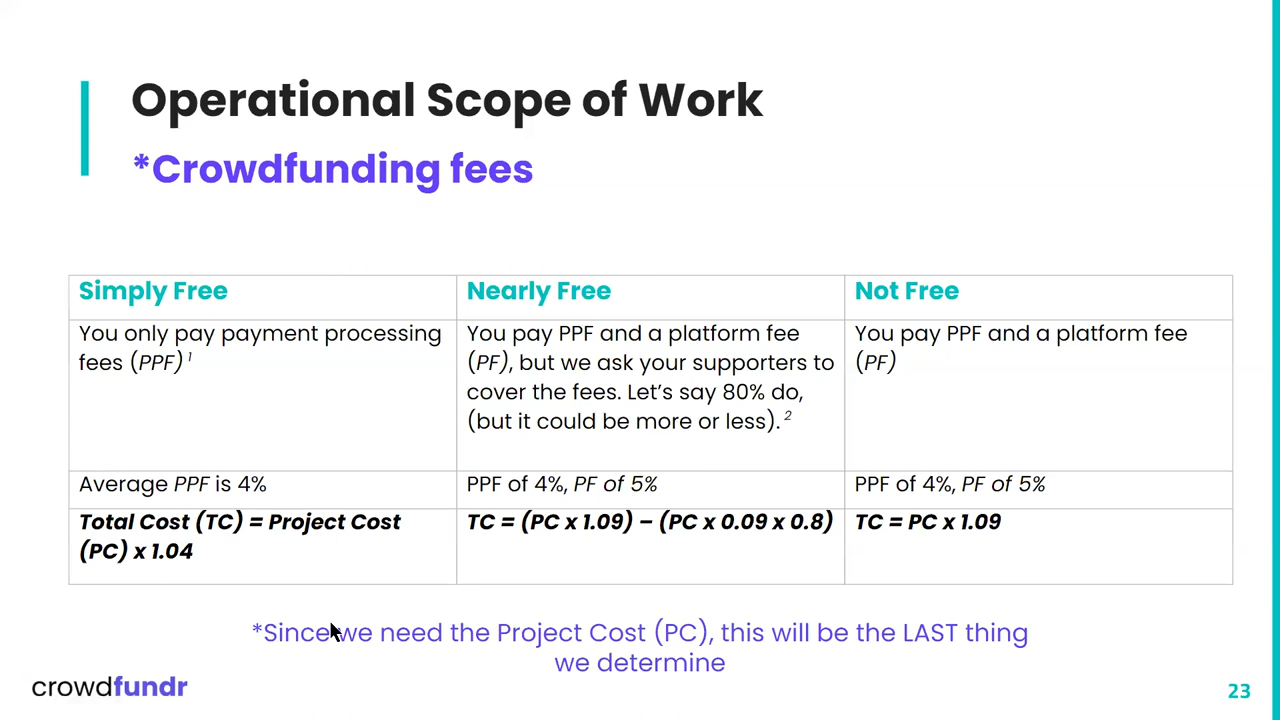 Operational Scope of Work
*Crowdfunding fees
Simply Free
Nearly Free
Not Free
You only pay payment processing
fees (PPF) 1
You pay PPF and a platform fee
(PF), but we ask your supporters to
cover the fees. Let’s say 80% do,
(but it could be more or less). 2
You pay PPF and a platform fee
(PF)
Average PPF is 4%
PPF of 4%, PF of 5%
PPF of 4%, PF of 5%
Total Cost (TC) = Project Cost
(PC) x 1.04
TC = (PC x 1.09) – (PC x 0.09 x 0.8)
TC = PC x 1.09
*Since we need the Project Cost (PC), this will be the LAST thing
we determine
crowdfundr
23